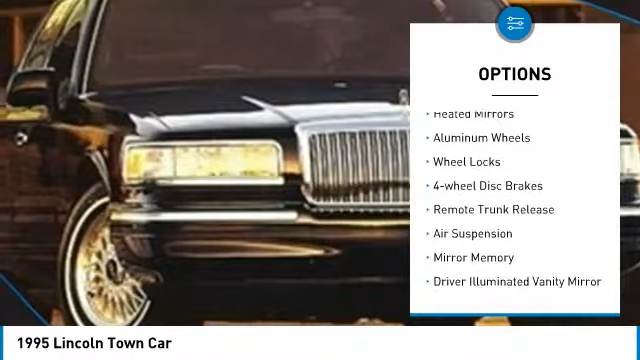 OPTIONS
Heated Mirrors
Aluminum Wheels
Wheel Locks
4-wheel Disc Brakes
Remote Trunk Release
Air Suspension
Mirror Memory
Driver Illuminated Vanity Mirror
1995 Lincoln Town Car